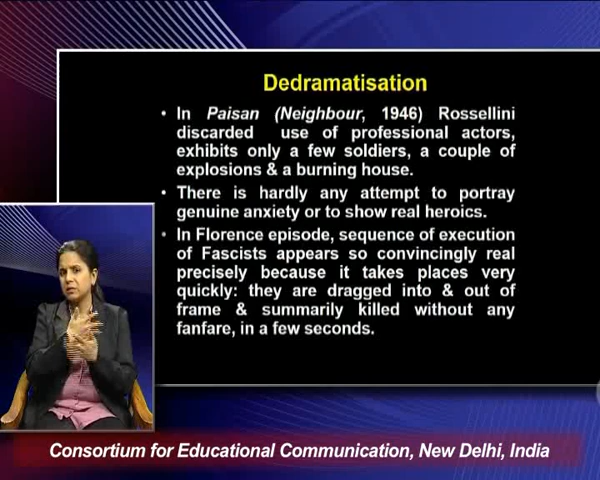 Dedramatisation
• In Paisan (Neighbour, 1946) Rossellini
discarded use of professional actors,
exhibits only a few soldiers, a couple of
explosions & a burning house.
• There is hardly any attempt to portray
genuine anxiety or to show real heroics.
• In Florence episode, sequence of execution
of Fascists appears so convincingly real
precisely because it takes places very
quickly: they are dragged into & out of
frame & summarily killed without any
fanfare, in a few seconds.
Consortium for Educational Communication, New Delhi, India